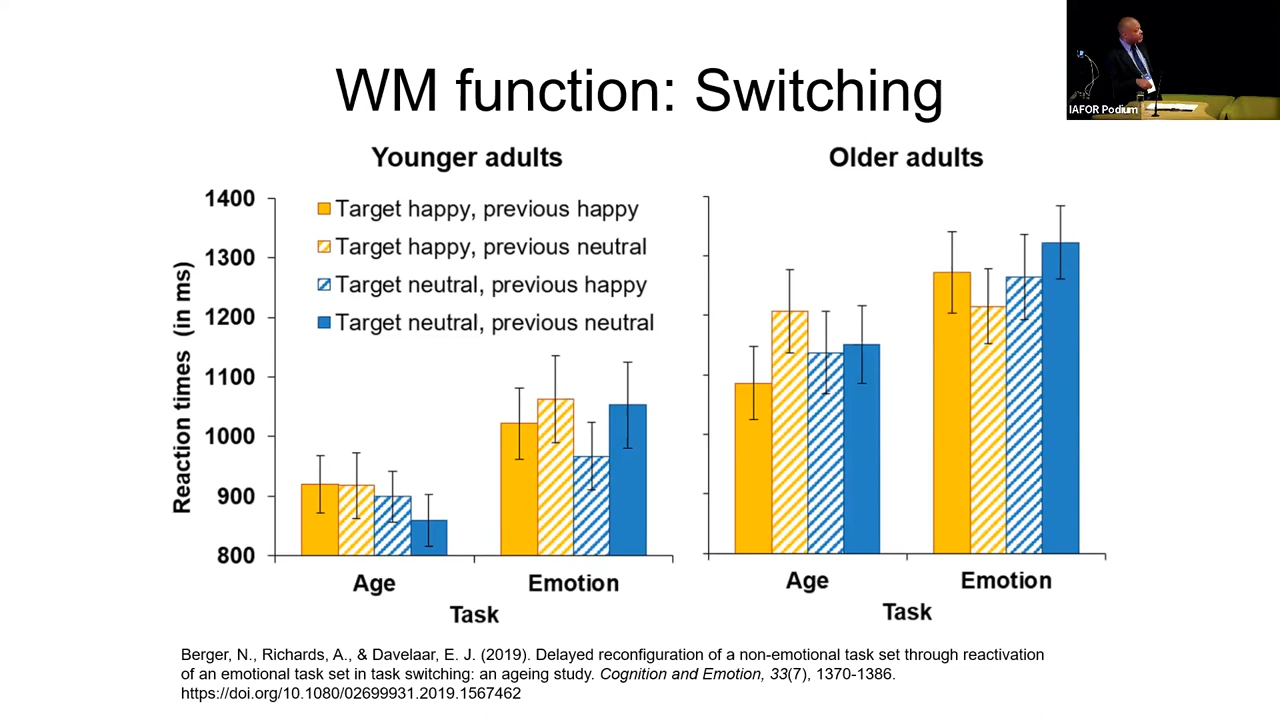 WM function: Switching
IAFOR Podium
Younger adults
Older adults
1400
1300
1200
1100
1000
900
800
Reaction times (in ms)
Target happy, previous happy
Target happy, previous neutral
Target neutral, previous happy
Target neutral, previous neutral
Age
Emotion
Task
Age
Emotion
Task
Berger, N., Richards, A., & Davelaar, E. J. (2019). Delayed reconfiguration of a non-emotional task set through reactivation
of an emotional task set in task switching: an ageing study. Cognition and Emotion, 33(7), 1370-1386.
https://doi.org/10.1080/02699931.2019.1567462